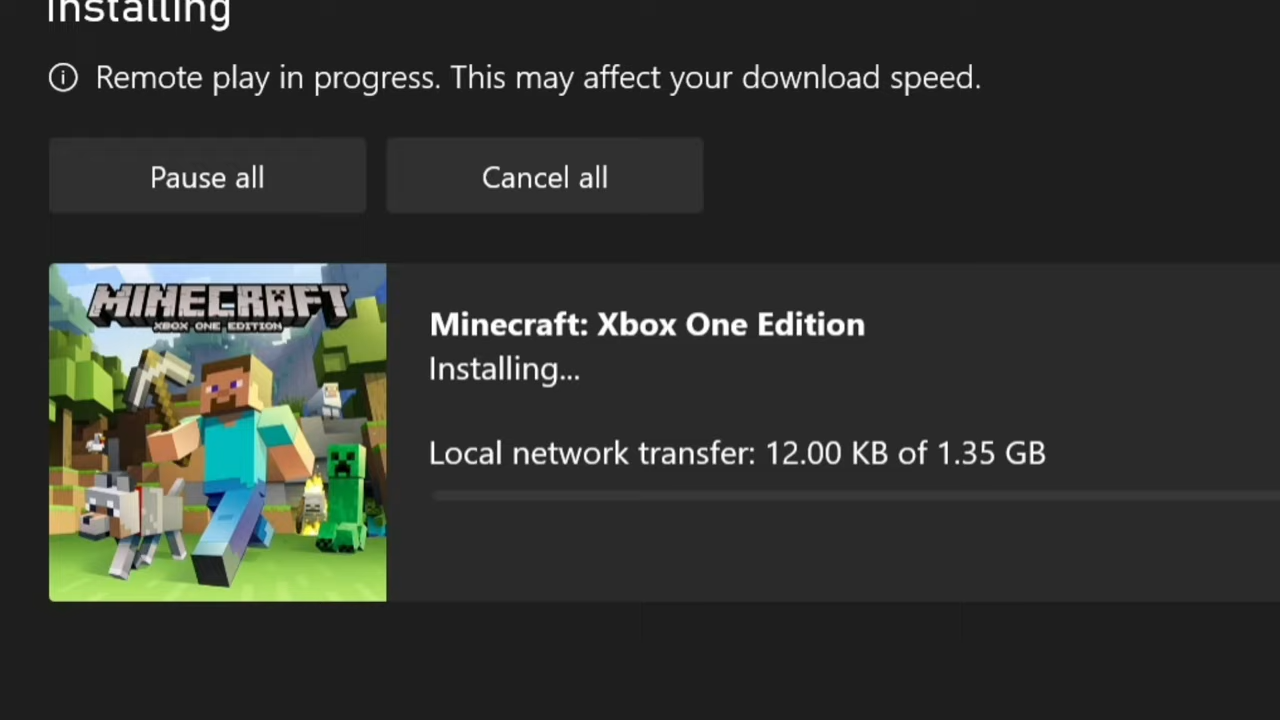 Installing
Remote play in progress. This may affect your download speed.
Pause all
Cancel all
MINECRAFT
XBOX ONE EDITION
Minecraft: Xbox One Edition
Installing...
Local network transfer: 12.00 KB of 1.35 GB